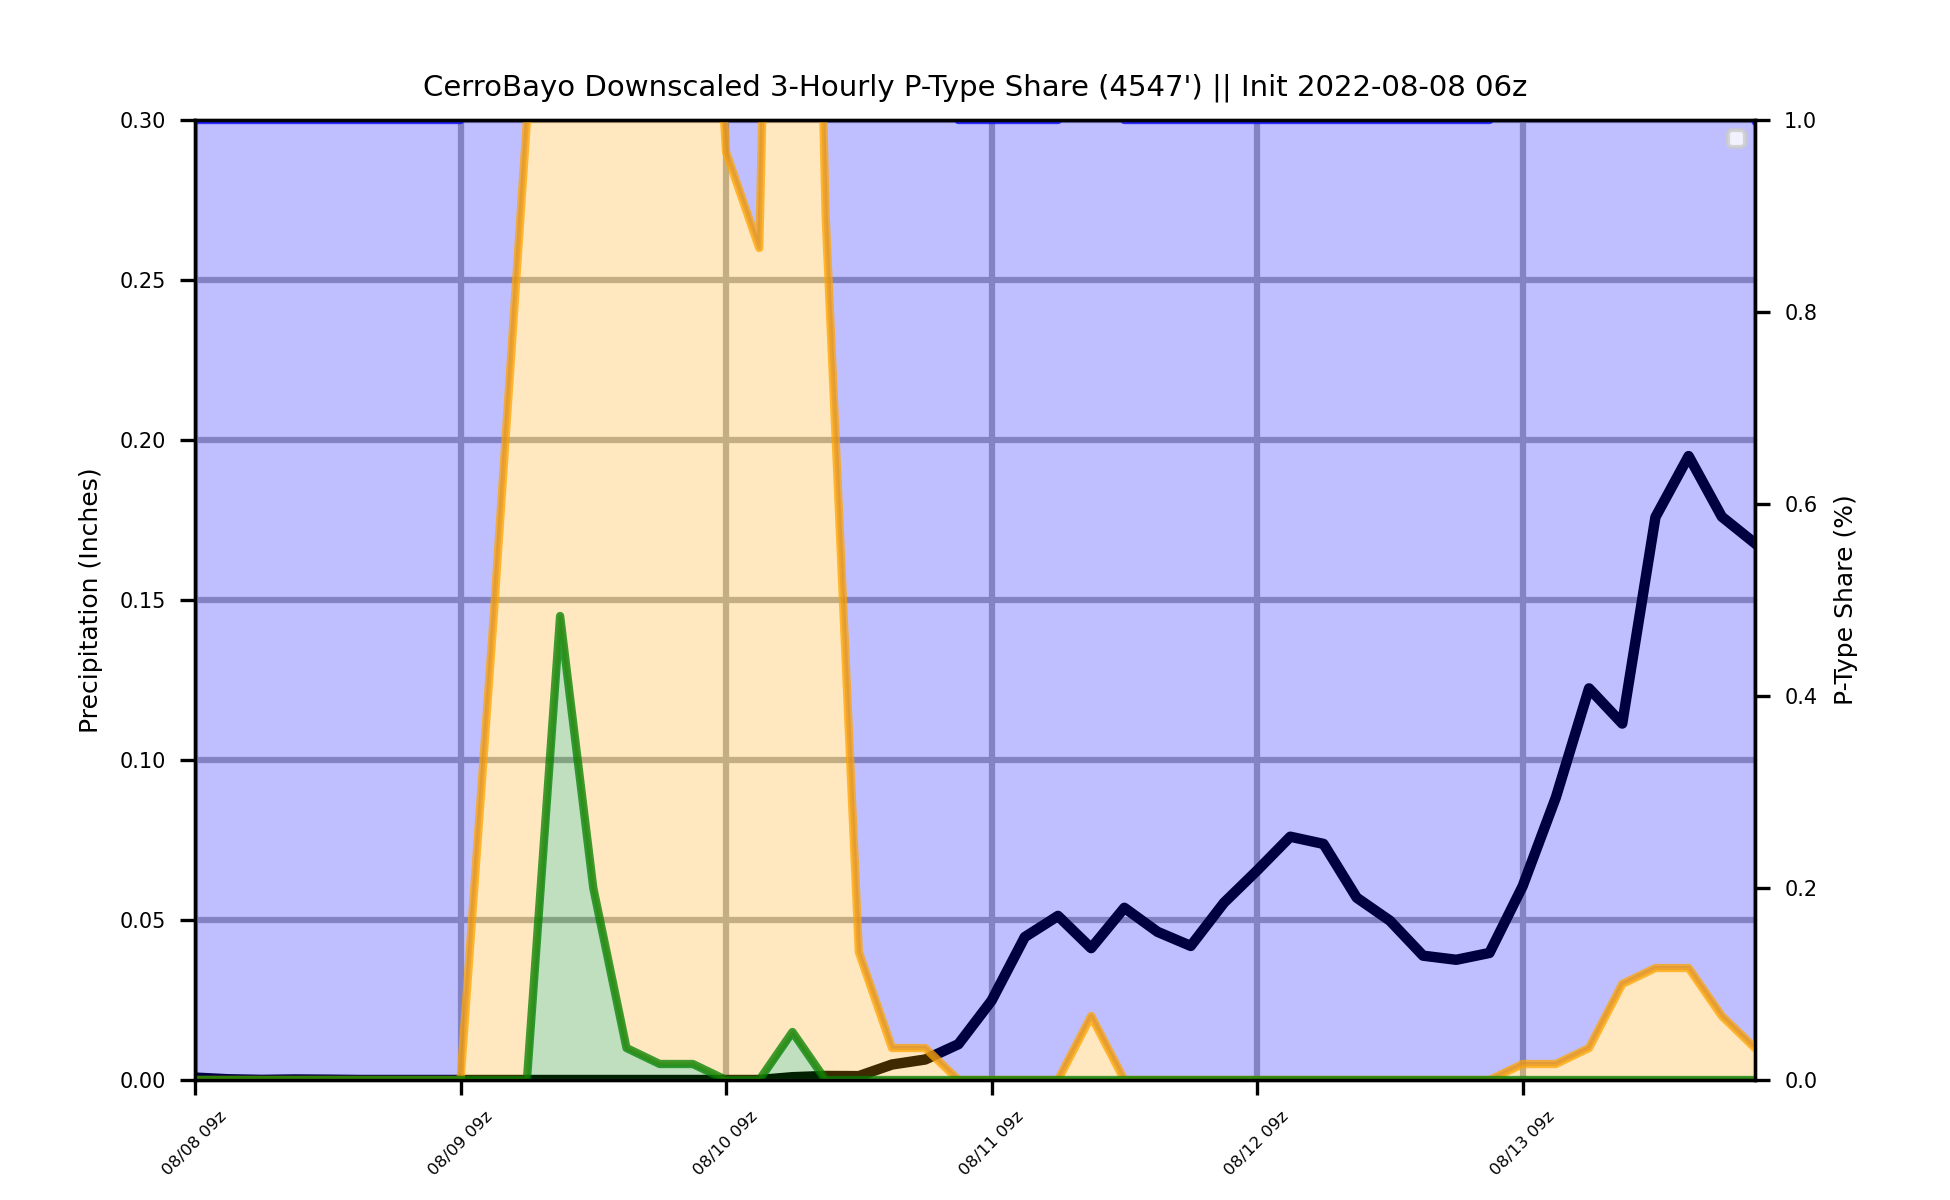 CerroBayo Downscaled 3-Hourly P-Type Share (4547') || Init 2022-08-08 06z
0.30
0.25
0.20
0.15
0.10
0.05
0.00
Precipitation (Inches)
1.0
0.8
0.6
0.4
0.2
0.0
P-Type Share (%)
08/08 09z
08/09 09z
08/10 09z
08/11 09z
08/12 09z
08/13 09z